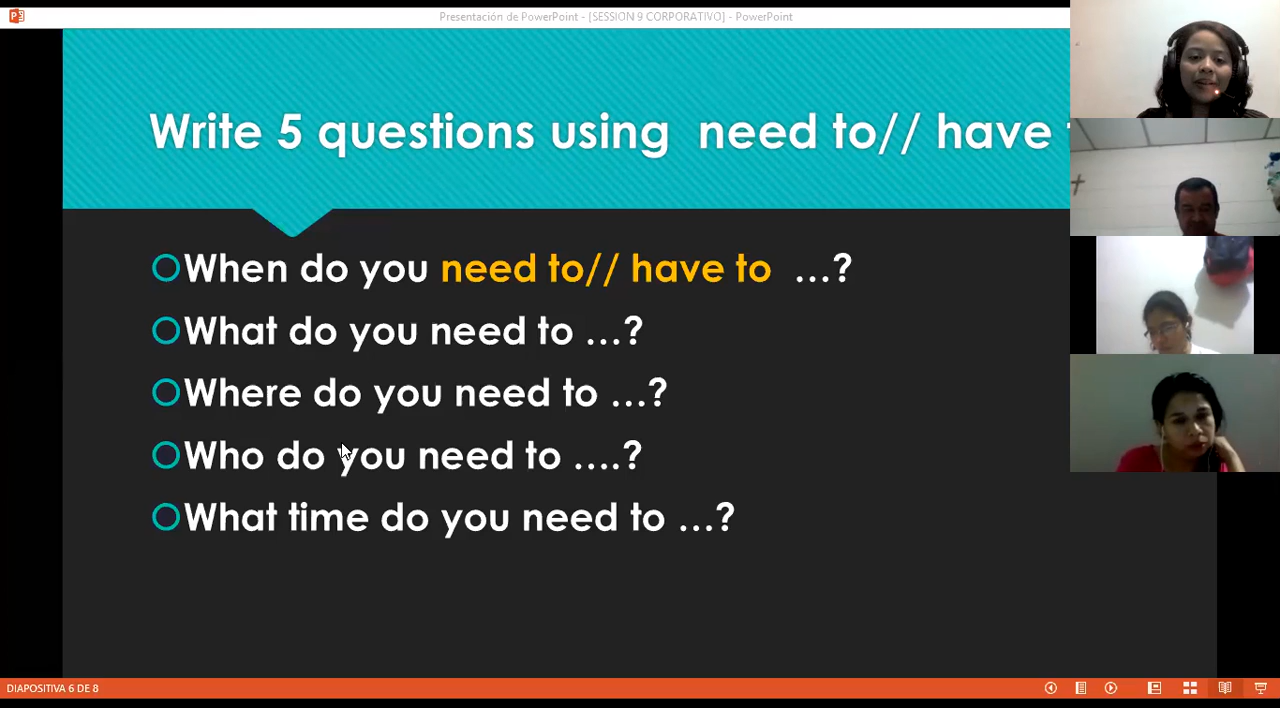 Presentación de PowerPoint - [SESSION 9 CORPORATIVO] - PowerPoint
Write 5 questions using need to// have
When do you need to// have to ...?
What do you need to ...?
Where do you need to ...?
Who do you need to ....?
What time do you need to ...?
DIAPOSITIVA 6 DE 8